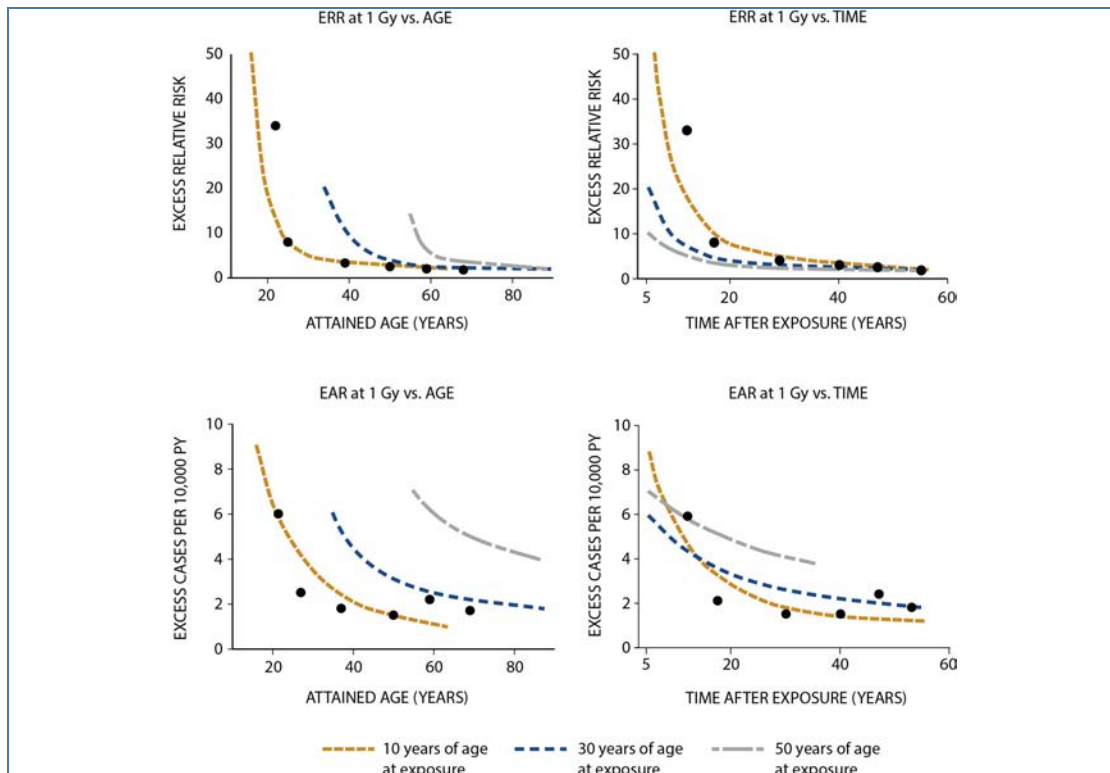 ERR at 1 Gy vs. AGE
EXCESS RELATIVE RISK
50
40
30
20
10
0
20 40 60 80
ATTAINED AGE (YEARS)
ERR at 1 Gy vs. TIME
EXCESS RELATIVE RISK
50
40
30
20
10
0
5 20 40 60
TIME AFTER EXPOSURE (YEARS)
EAR at 1 Gy vs. AGE
EXCESS CASES PER 10,000 PY
10
8
6
4
2
0
20 40 60 80
ATTAINED AGE (YEARS)
EAR at 1 Gy vs. TIME
EXCESS CASES PER 10,000 PY
10
8
6
4
2
0
5 20 40 60
TIME AFTER EXPOSURE (YEARS)
10 years of age
at exposure
30 years of age
at exposure
50 years of age
at exposure